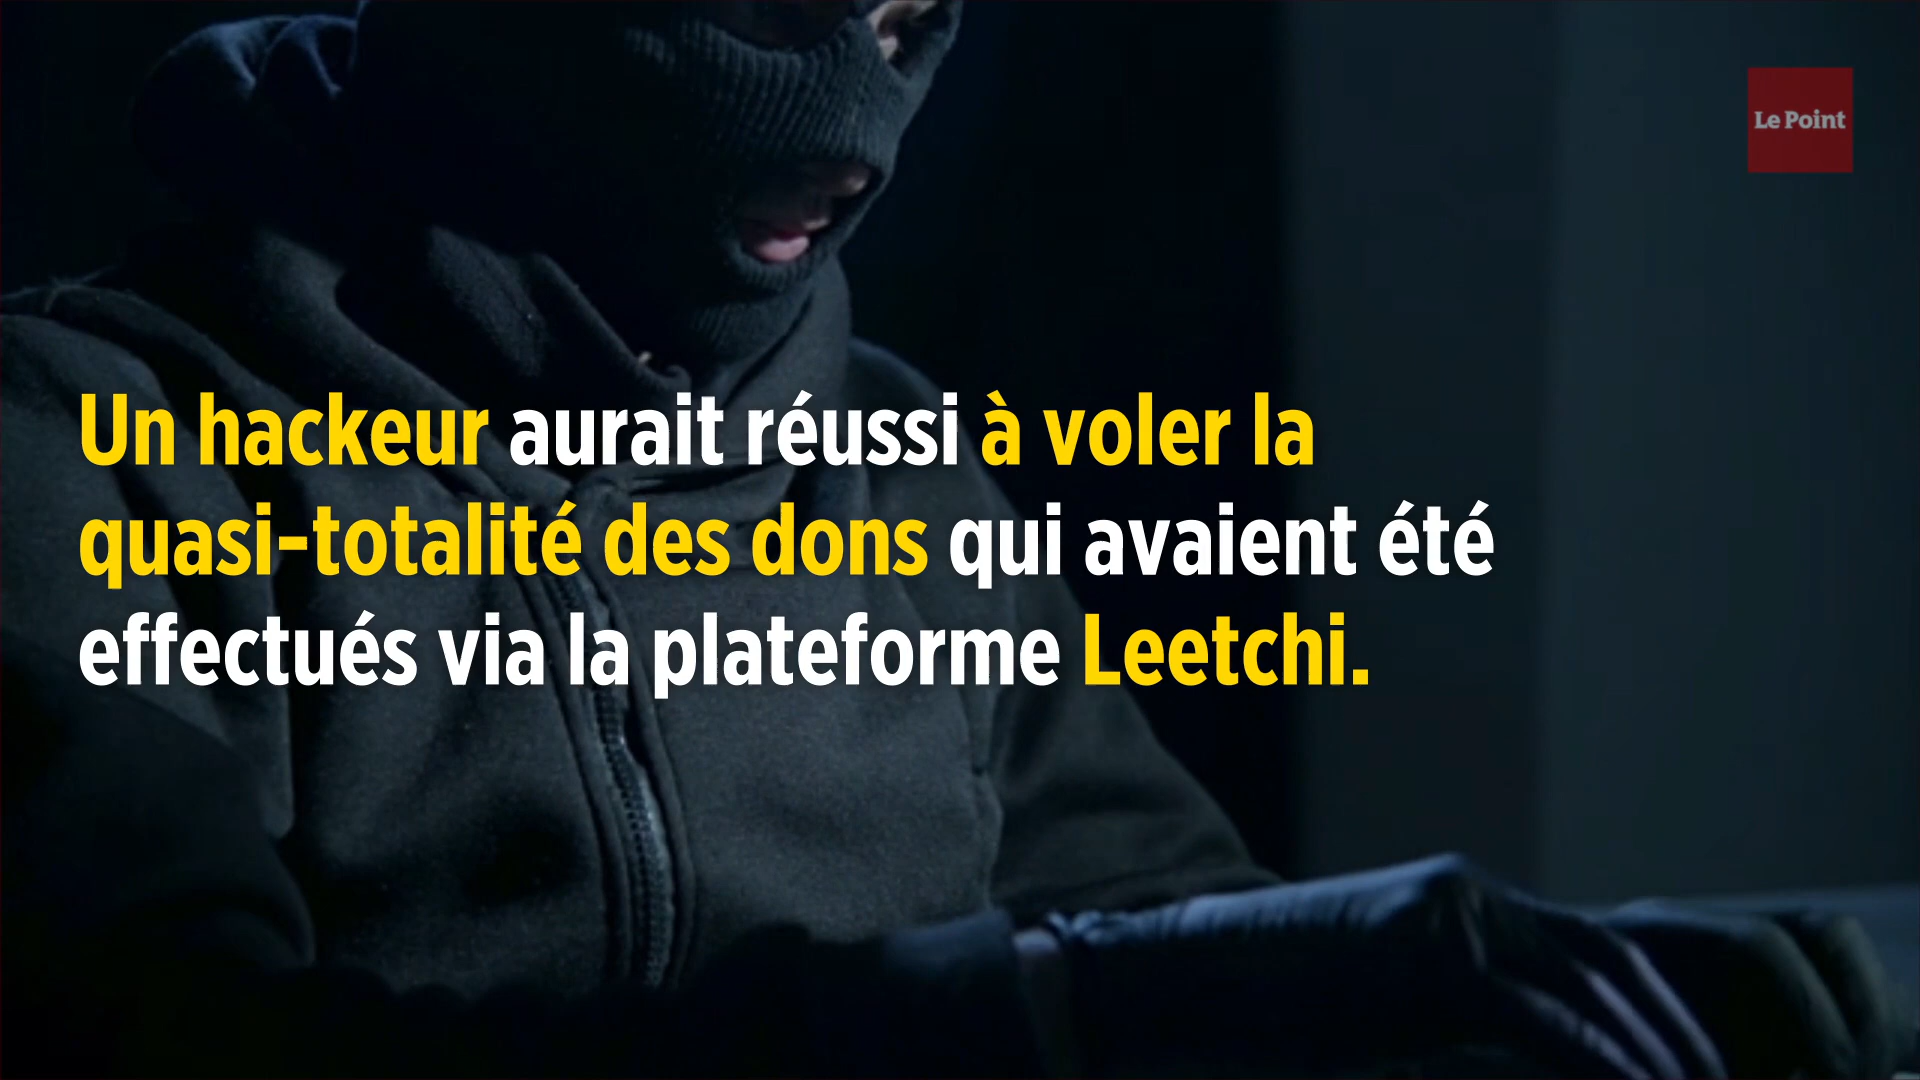 Le Point
Un hackeur aurait réussi à voler la
quasi-totalité des dons qui avaient été
effectués via la plateforme Leetchi.